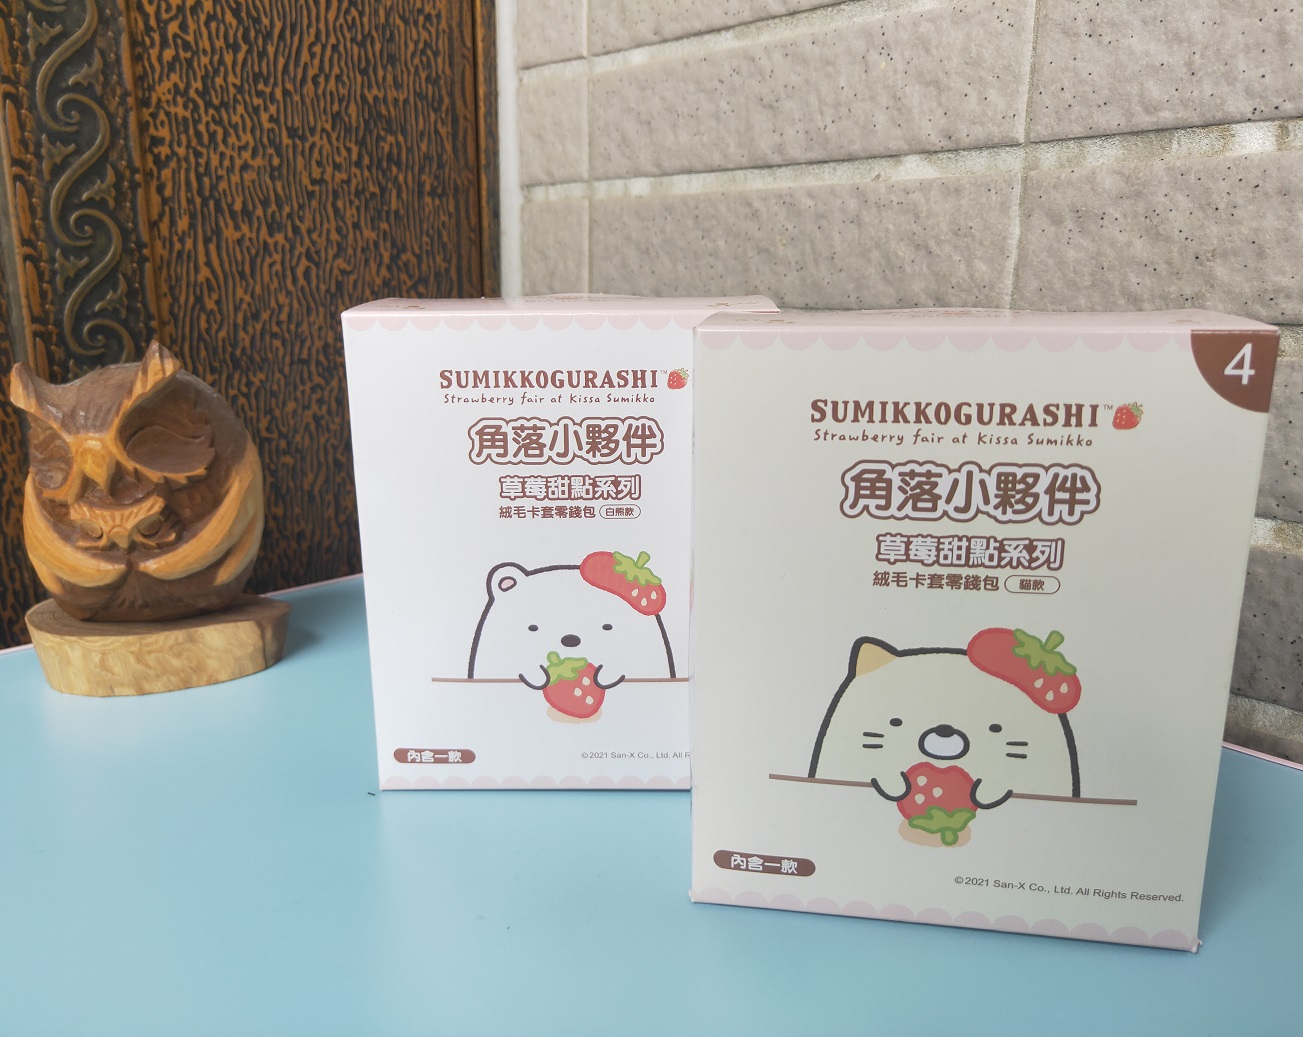 SUMIKKOGURASHI™
Strawberry fair at Kissa Sumikko
角落小夥伴
草莓甜點系列
絨毛卡套零錢包 白熊款
內含一款
©2021 San-X Co., Ltd. All R
4
SUMIKKOGURASHI™
Strawberry fair at Kissa Sumikko
角落小夥伴
草莓甜點系列
絨毛卡套零錢包 貓款
內含一款
©2021 San-X Co., Ltd. All Rights Reserved.